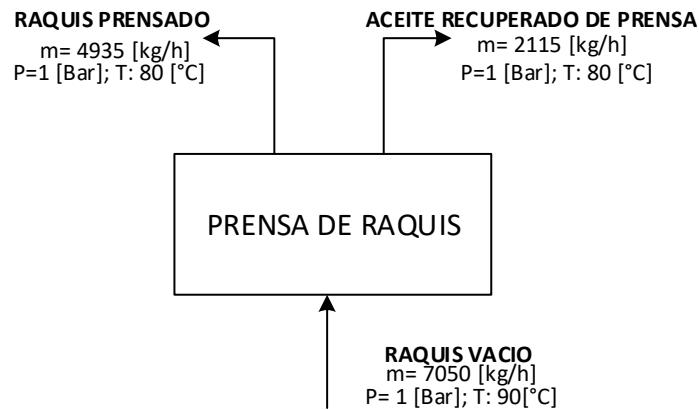 RAQUIS PRENSADO
m= 4935 [kg/h]
P=1 [Bar]; T: 80 [°C]
ACEITE RECUPERADO DE PRENSA
m= 2115 [kg/h]
P=1 [Bar]; T: 80 [°C]
PRENSA DE RAQUIS
RAQUIS VACIO
m= 7050 [kg/h]
P= 1 [Bar]; T: 90[°C]